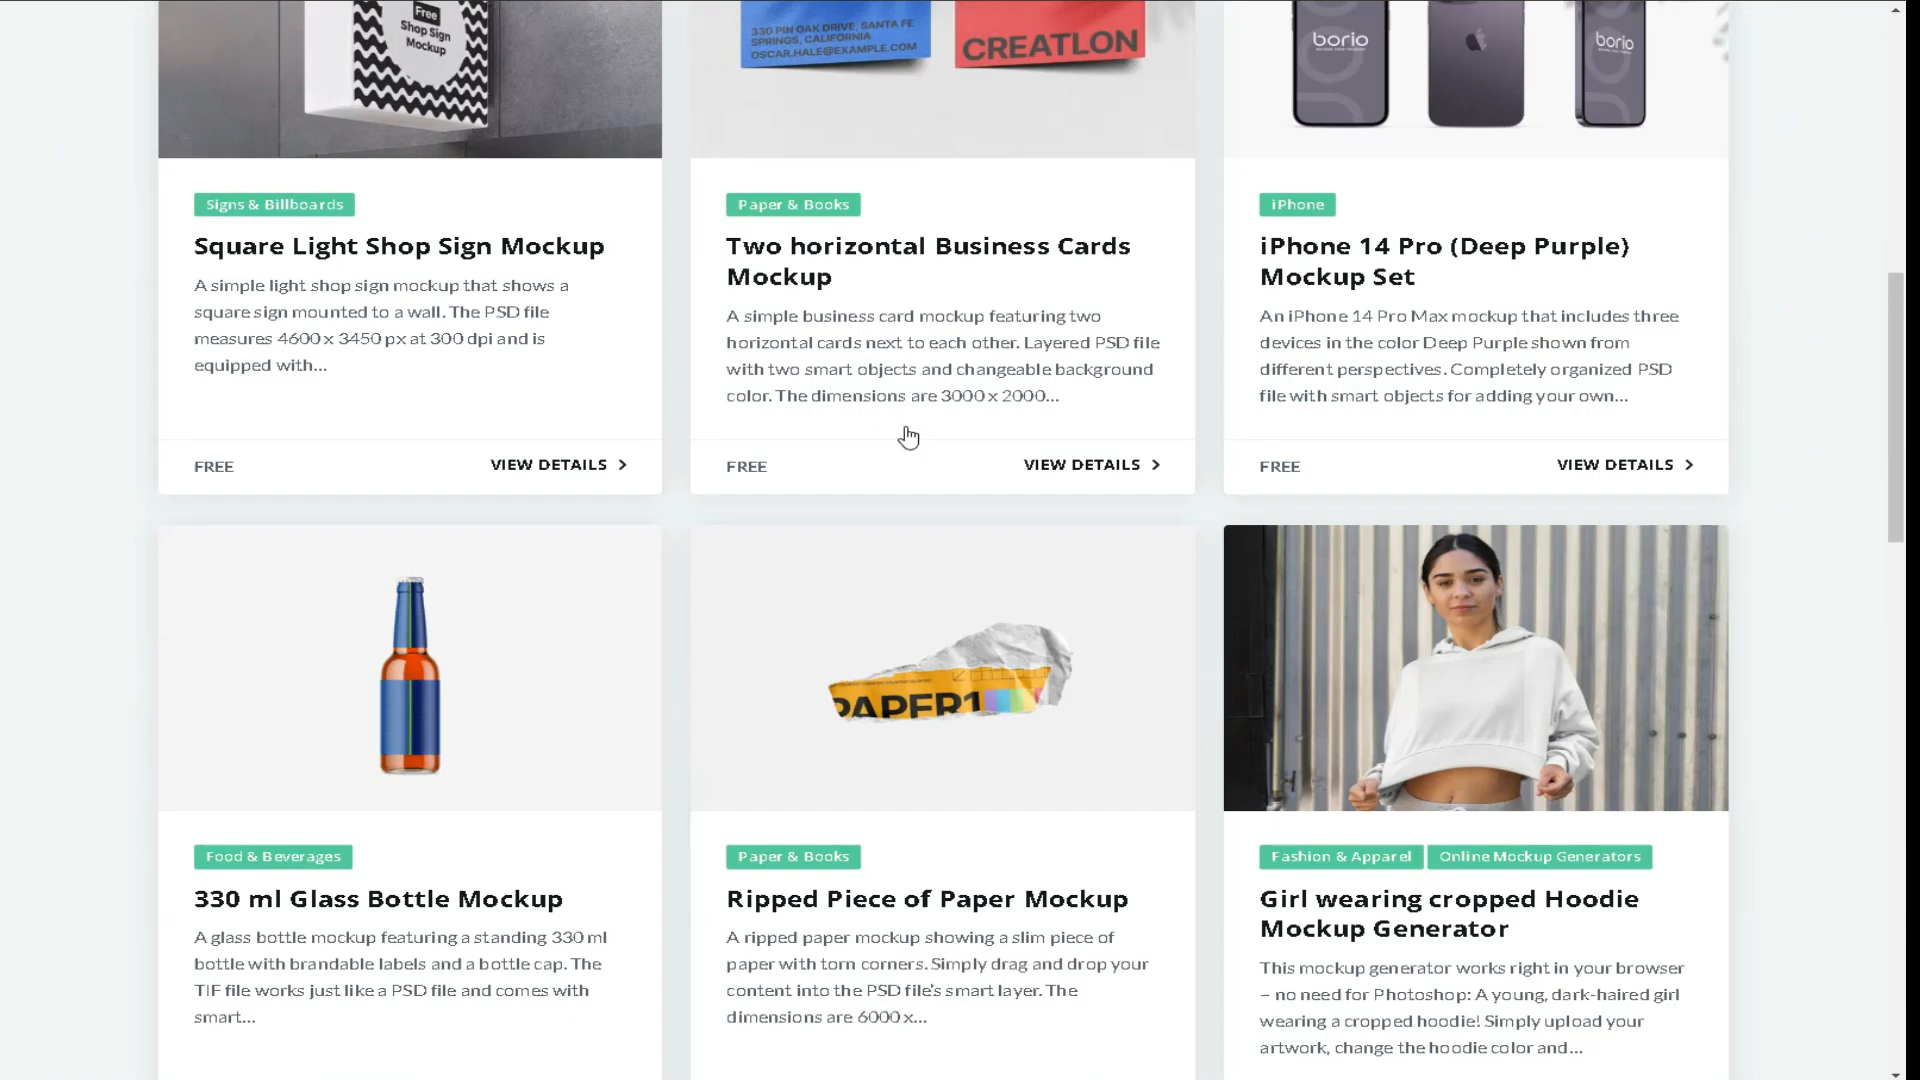 Free
Shop Sign
Mockup
330 PIN OAK DRIVE, SANTA FE
SPRINGS, CALIFORNIA
OSCAR.HALE@EXAMPLE.COM
CREATLON
borio
borio
Signs & Billboards
Square Light Shop Sign Mockup
A simple light shop sign mockup that shows a
square sign mounted to a wall. The PSD file
measures 4600 x 3450 px at 300 dpi and is
equipped with...
FREE
VIEW DETAILS
Paper & Books
Two horizontal Business Cards
Mockup
A simple business card mockup featuring two
horizontal cards next to each other. Layered PSD file
with two smart objects and changeable background
color. The dimensions are 3000 x 2000...
FREE
VIEW DETAILS
iPhone
iPhone 14 Pro (Deep Purple)
Mockup Set
An iPhone 14 Pro Max mockup that includes three
devices in the color Deep Purple shown from
different perspectives. Completely organized PSD
file with smart objects for adding your own...
FREE
VIEW DETAILS
Food & Beverages
330 ml Glass Bottle Mockup
A glass bottle mockup featuring a standing 330 ml
bottle with brandable labels and a bottle cap. The
TIF file works just like a PSD file and comes with
smart...
PAPER1
Paper & Books
Ripped Piece of Paper Mockup
A ripped paper mockup showing a slim piece of
paper with torn corners. Simply drag and drop your
content into the PSD file's smart layer. The
dimensions are 6000 x...
Fashion & Apparel
Online Mockup Generators
Girl wearing cropped Hoodie
Mockup Generator
This mockup generator works right in your browser
– no need for Photoshop: A young, dark-haired girl
wearing a cropped hoodie! Simply upload your
artwork, change the hoodie color and...